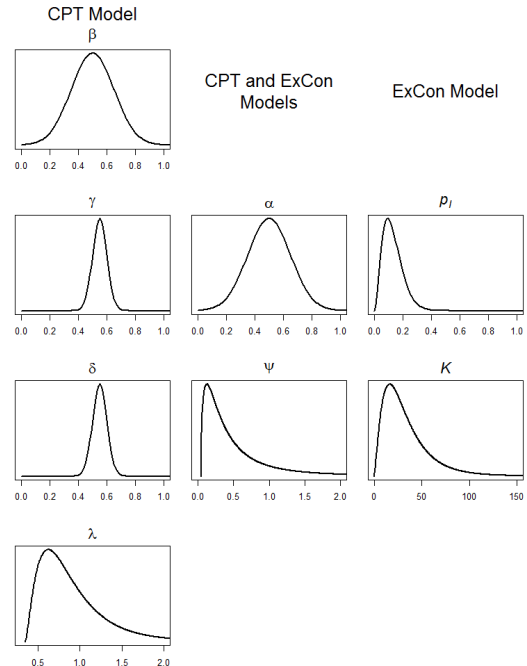 CPT Model
β
0.0 0.2 0.4 0.6 0.8 1.0
CPT and ExCon
Models
ExCon Model
γ
0.0 0.2 0.4 0.6 0.8 1.0
α
0.0 0.2 0.4 0.6 0.8 1.0
p_I
0.0 0.2 0.4 0.6 0.8 1.0
δ
0.0 0.2 0.4 0.6 0.8 1.0
Ψ
0.0 0.5 1.0 1.5 2.0
K
0 50 100 150
λ
0.5 1.0 1.5 2.0